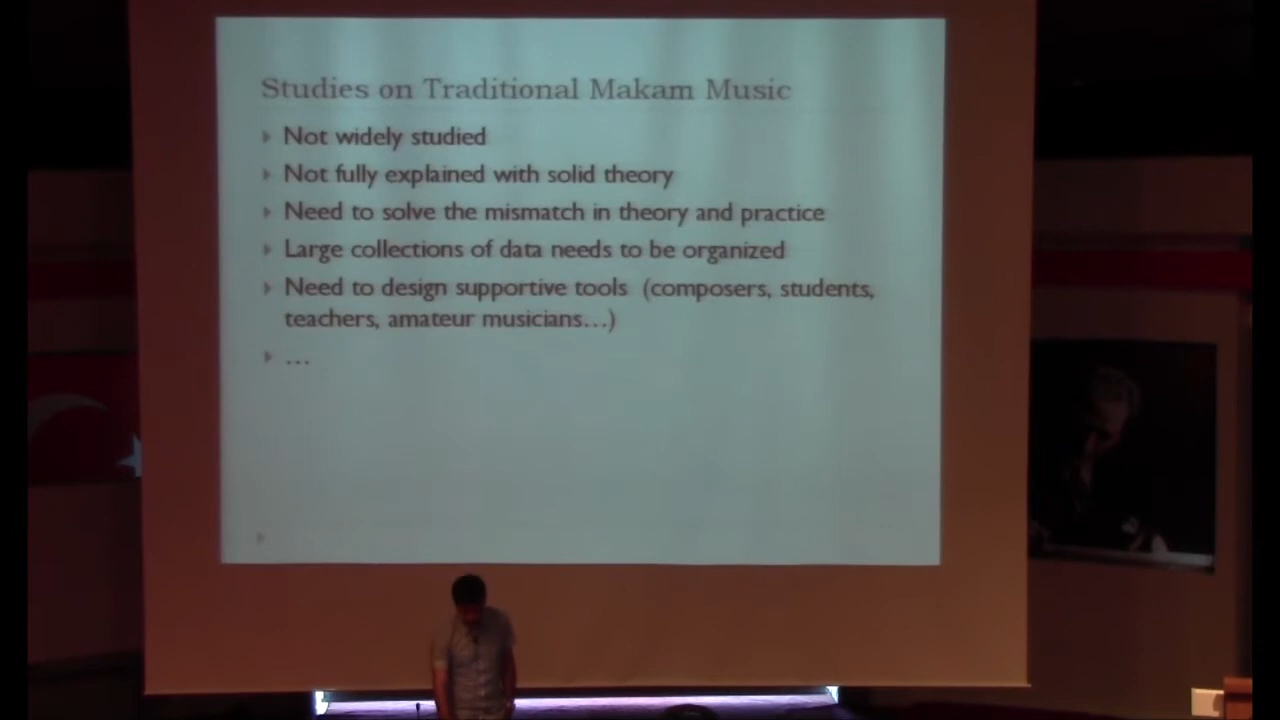 Studies on Traditional Makam Music
Not widely studied
Not fully explained with solid theory
Need to solve the mismatch in theory and practice
Large collections of data needs to be organized
Need to design supportive tools (composers, students,
teachers, amateur musicians...)
...